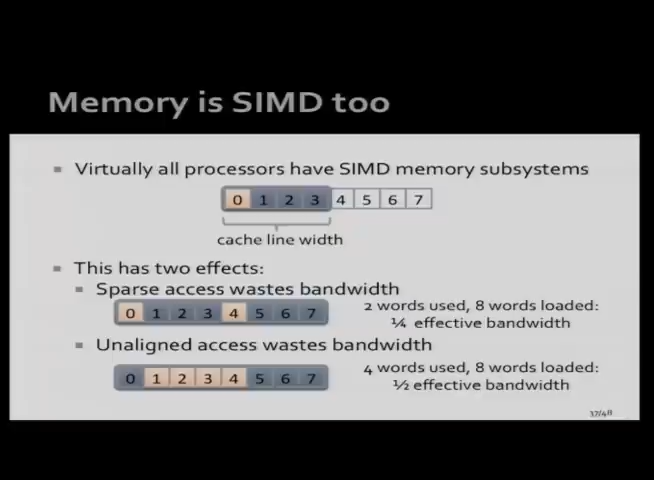 Memory is SIMD too
▪ Virtually all processors have SIMD memory subsystems
0 1 2 3 4 5 6 7
cache line width
▪ This has two effects:
▪ Sparse access wastes bandwidth
0 1 2 3 4 5 6 7
2 words used, 8 words loaded:
¼ effective bandwidth
▪ Unaligned access wastes bandwidth
0 1 2 3 4 5 6 7
4 words used, 8 words loaded:
½ effective bandwidth